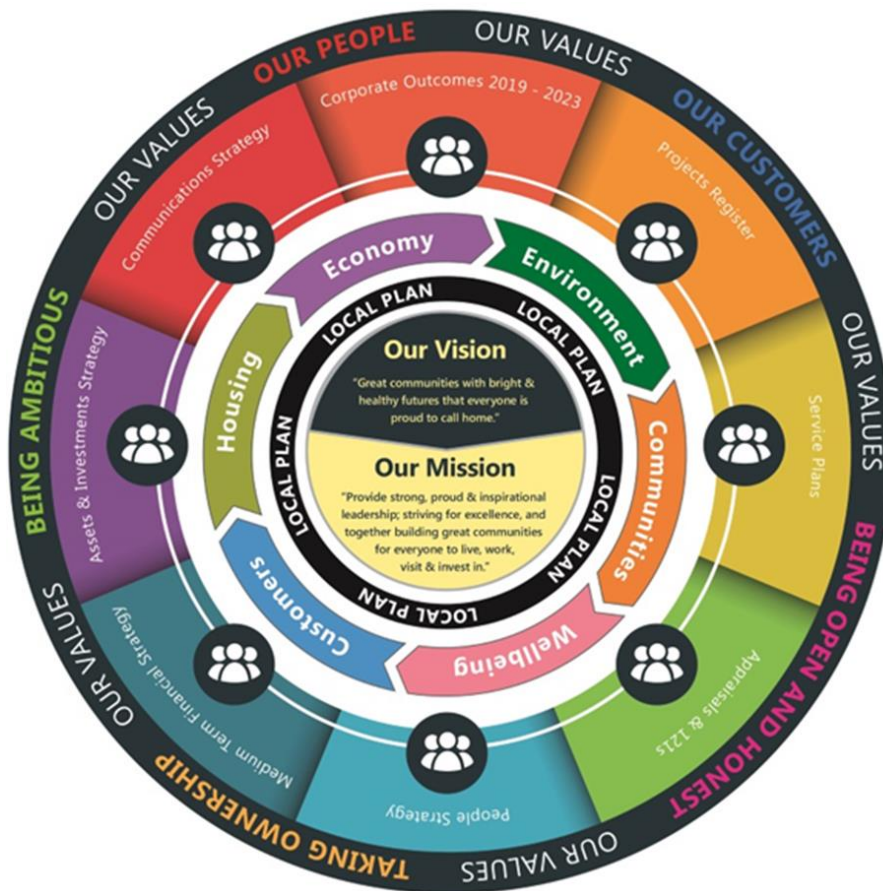 OUR PEOPLE
OUR VALUES
OUR CUSTOMERS
OUR VALUES
BEING OPEN AND HONEST
OUR VALUES
TAKING OWNERSHIP
OUR VALUES
BEING AMBITIOUS
OUR VALUES
Corporate Outcomes 2019 - 2023
Projects Register
Service Plans
Appraisals & 121s
People Strategy
Medium Term Financial Strategy
Assets & Investments Strategy
Communications Strategy
Economy
Environment
Communities
Wellbeing
Customers
Housing
LOCAL PLAN
LOCAL PLAN
LOCAL PLAN
LOCAL PLAN
LOCAL PLAN
LOCAL PLAN
Our Vision
"Great communities with bright &
healthy futures that everyone is
proud to call home."
Our Mission
"Provide strong, proud & inspirational
leadership; striving for excellence, and
together building great communities
for everyone to live, work,
visit & invest in."